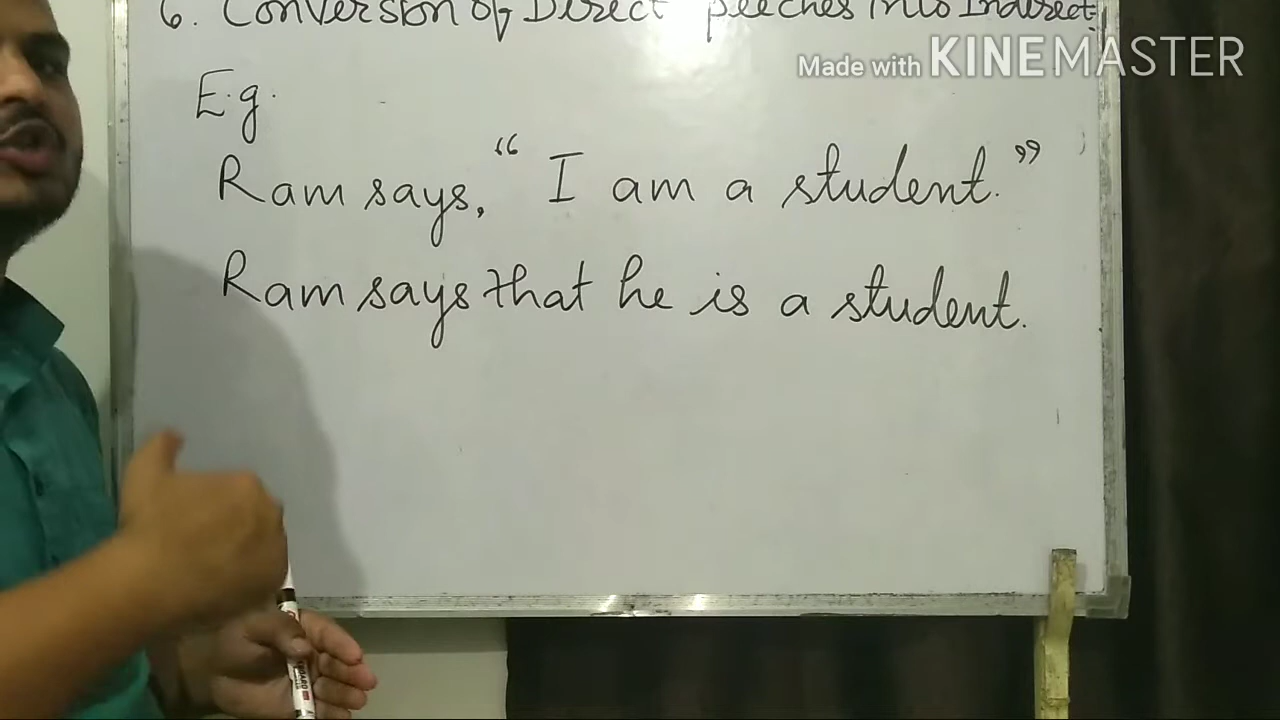 6. Conversion of Direct peeches into Indirect.
Made with KINEMASTER
E.g.
Ram says, “ I am a student.”
Ram says that he is a student.